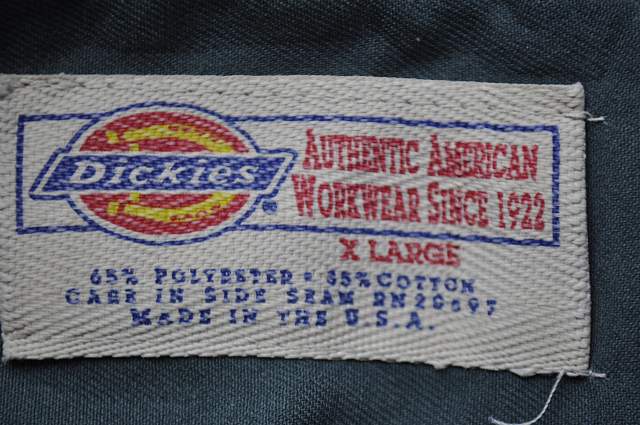 DICKIES
®
AUTHENTIC AMERICAN
WORKWEAR SINCE 1922
X LARGE
65% POLYESTER • 35% COTTON
CARE IN SIDE SEAM RN20697
MADE IN THE U.S.A.